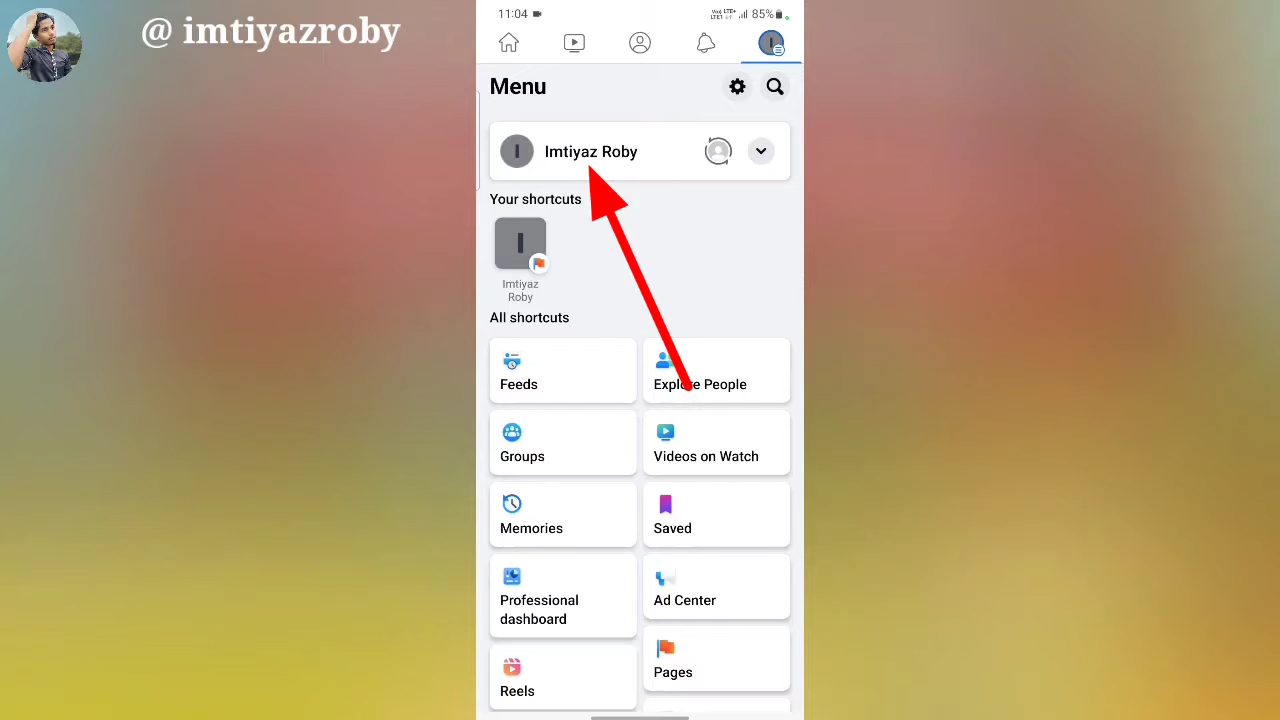 @ imtiyazroby
11:04
85%
Menu
I
Imtiyaz Roby
Your shortcuts
I
Imtiyaz
Roby
All shortcuts
Feeds
Explore People
Groups
Videos on Watch
Memories
Saved
Professional
dashboard
Ad Center
Pages
Reels